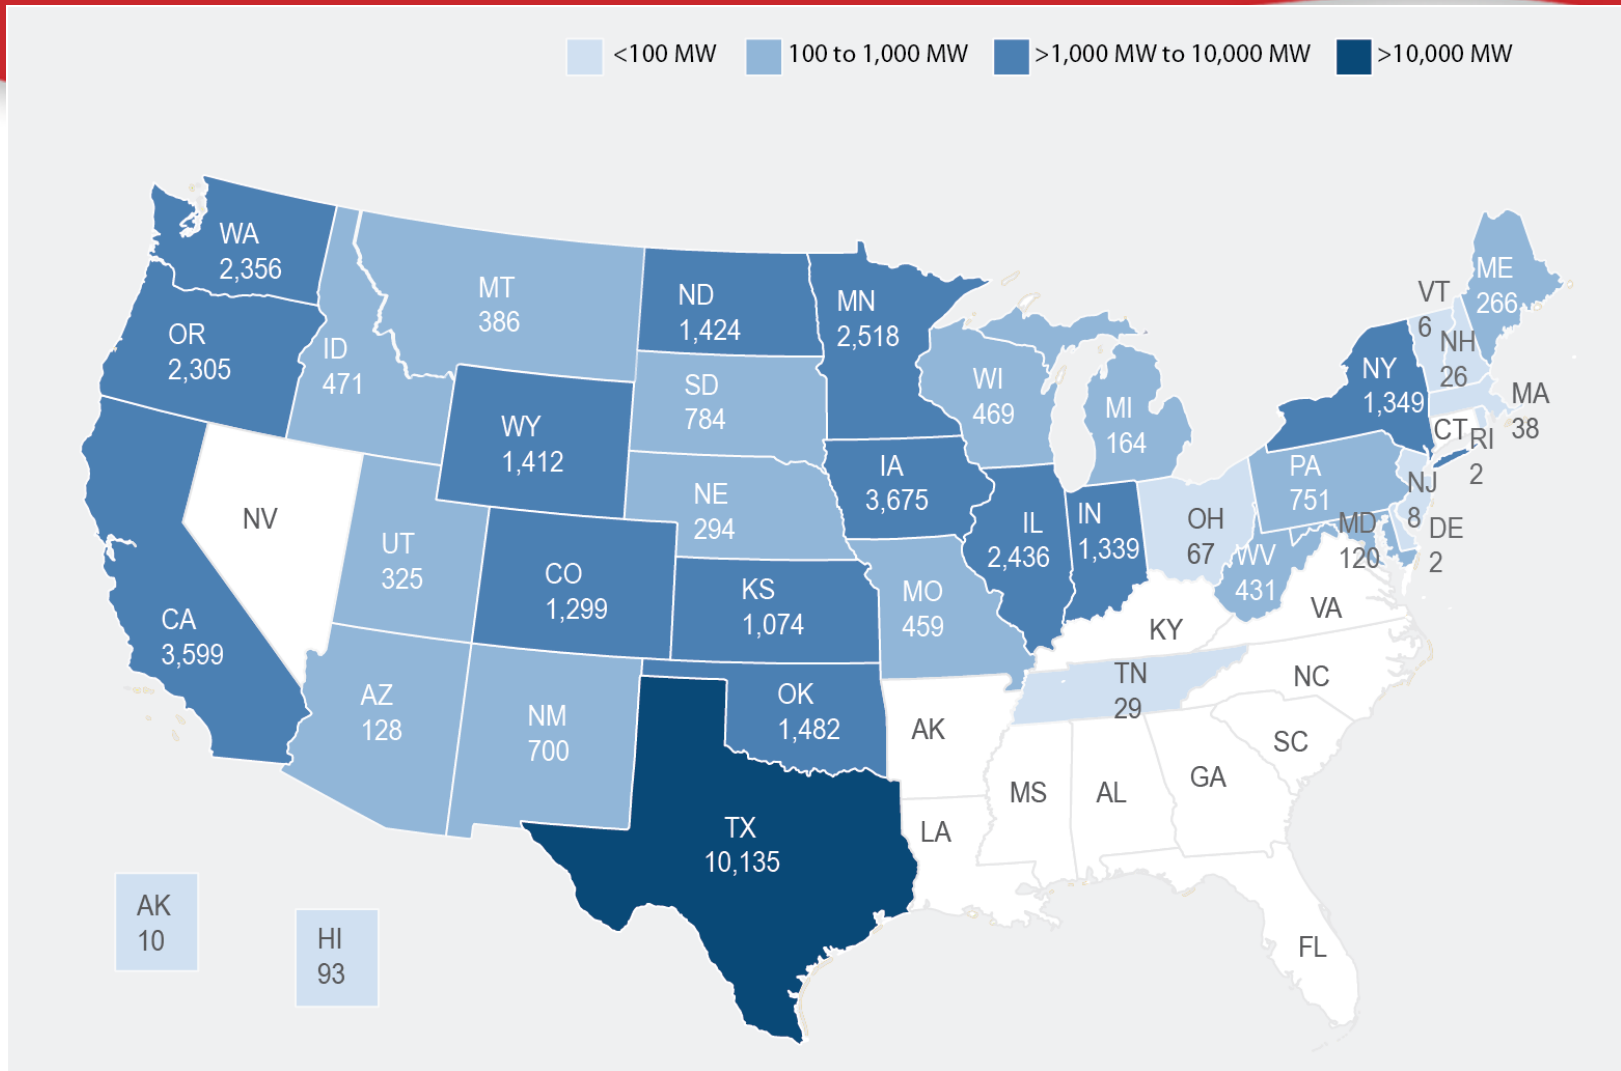 <100 MW
100 to 1,000 MW
>1,000 MW to 10,000 MW
>10,000 MW
WA
2,356
OR
2,305
CA
3,599
NV
ID
471
MT
386
WY
1,412
UT
325
CO
1,299
AZ
128
NM
700
ND
1,424
SD
784
NE
294
KS
1,074
OK
1,482
TX
10,135
MN
2,518
IA
3,675
MO
459
AK
LA
WI
469
IL
2,436
MI
164
IN
1,339
OH
67
KY
TN
29
MS
AL
GA
FL
SC
NC
VA
WV
431
MD
120
DE
2
PA
751
NJ
8
NY
1,349
CT
RI
2
MA
38
VT
6
NH
26
ME
266
AK
10
HI
93